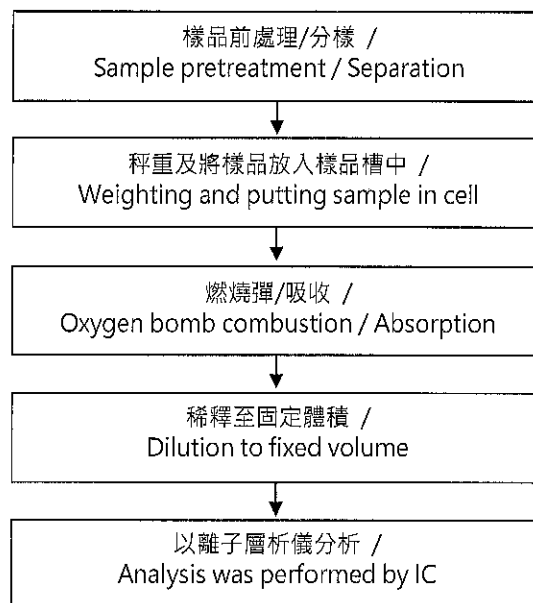 樣品前處理/分樣 /
Sample pretreatment / Separation
秤重及將樣品放入樣品槽中 /
Weighting and putting sample in cell
燃燒彈/吸收 /
Oxygen bomb combustion / Absorption
稀釋至固定體積 /
Dilution to fixed volume
以離子層析儀分析 /
Analysis was performed by IC